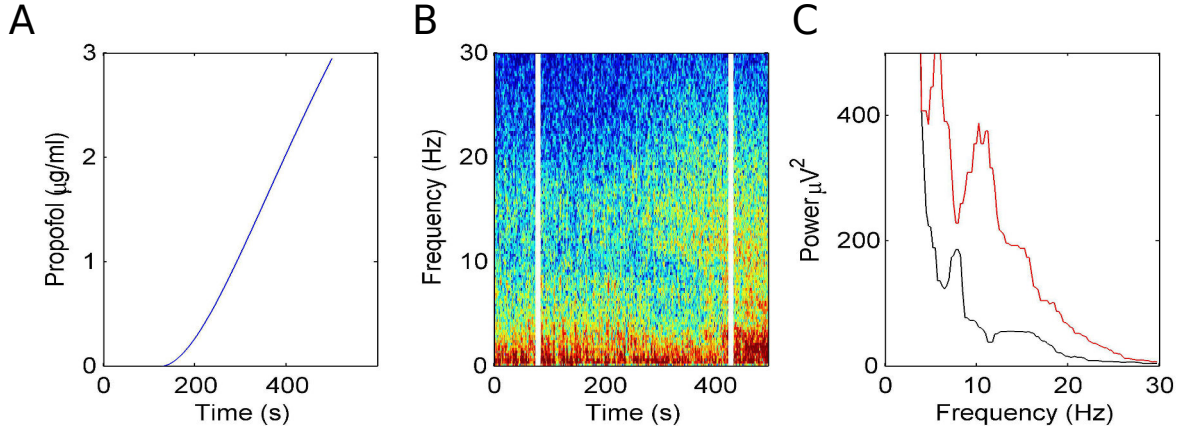 A
Propofol (μg/ml)
3
2
1
0
0 200 400
Time (s)
B
Frequency (Hz)
30
20
10
0
0 200 400
Time (s)
C
Power μV²
400
200
0
0 10 20 30
Frequency (Hz)